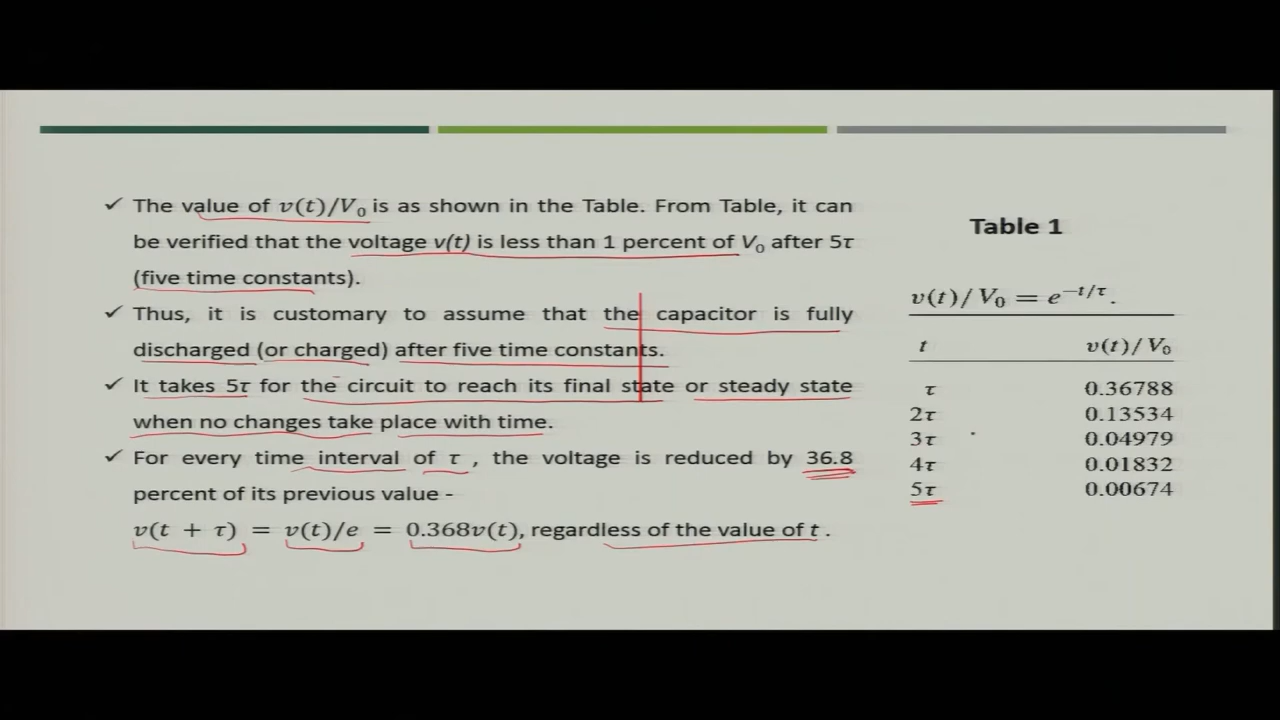 ✓ The value of v(t)/V₀ is as shown in the Table. From Table, it can
be verified that the voltage v(t) is less than 1 percent of V₀ after 5τ
(five time constants).
✓ Thus, it is customary to assume that the capacitor is fully
discharged (or charged) after five time constants.
✓ It takes 5τ for the circuit to reach its final state or steady state
when no changes take place with time.
✓ For every time interval of τ , the voltage is reduced by 36.8
percent of its previous value -
v(t + τ) = v(t)/e = 0.368v(t), regardless of the value of t .
Table 1
v(t)/V₀ = e^−t/τ.
t v(t)/V₀
τ 0.36788
2τ 0.13534
3τ 0.04979
4τ 0.01832
5τ 0.00674